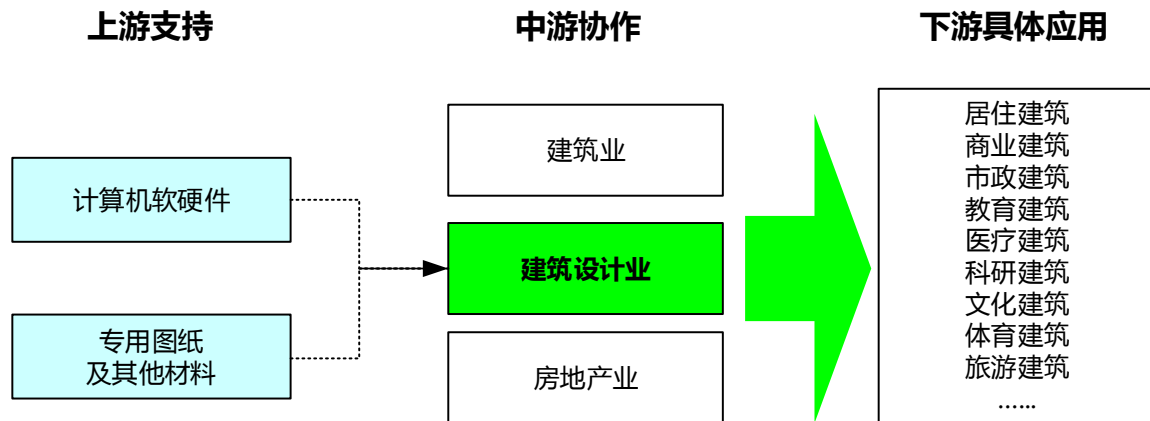 上游支持
中游协作
下游具体应用
计算机软硬件
专用图纸
及其他材料
建筑业
建筑设计业
房地产业
居住建筑
商业建筑
市政建筑
教育建筑
医疗建筑
科研建筑
文化建筑
体育建筑
旅游建筑
……